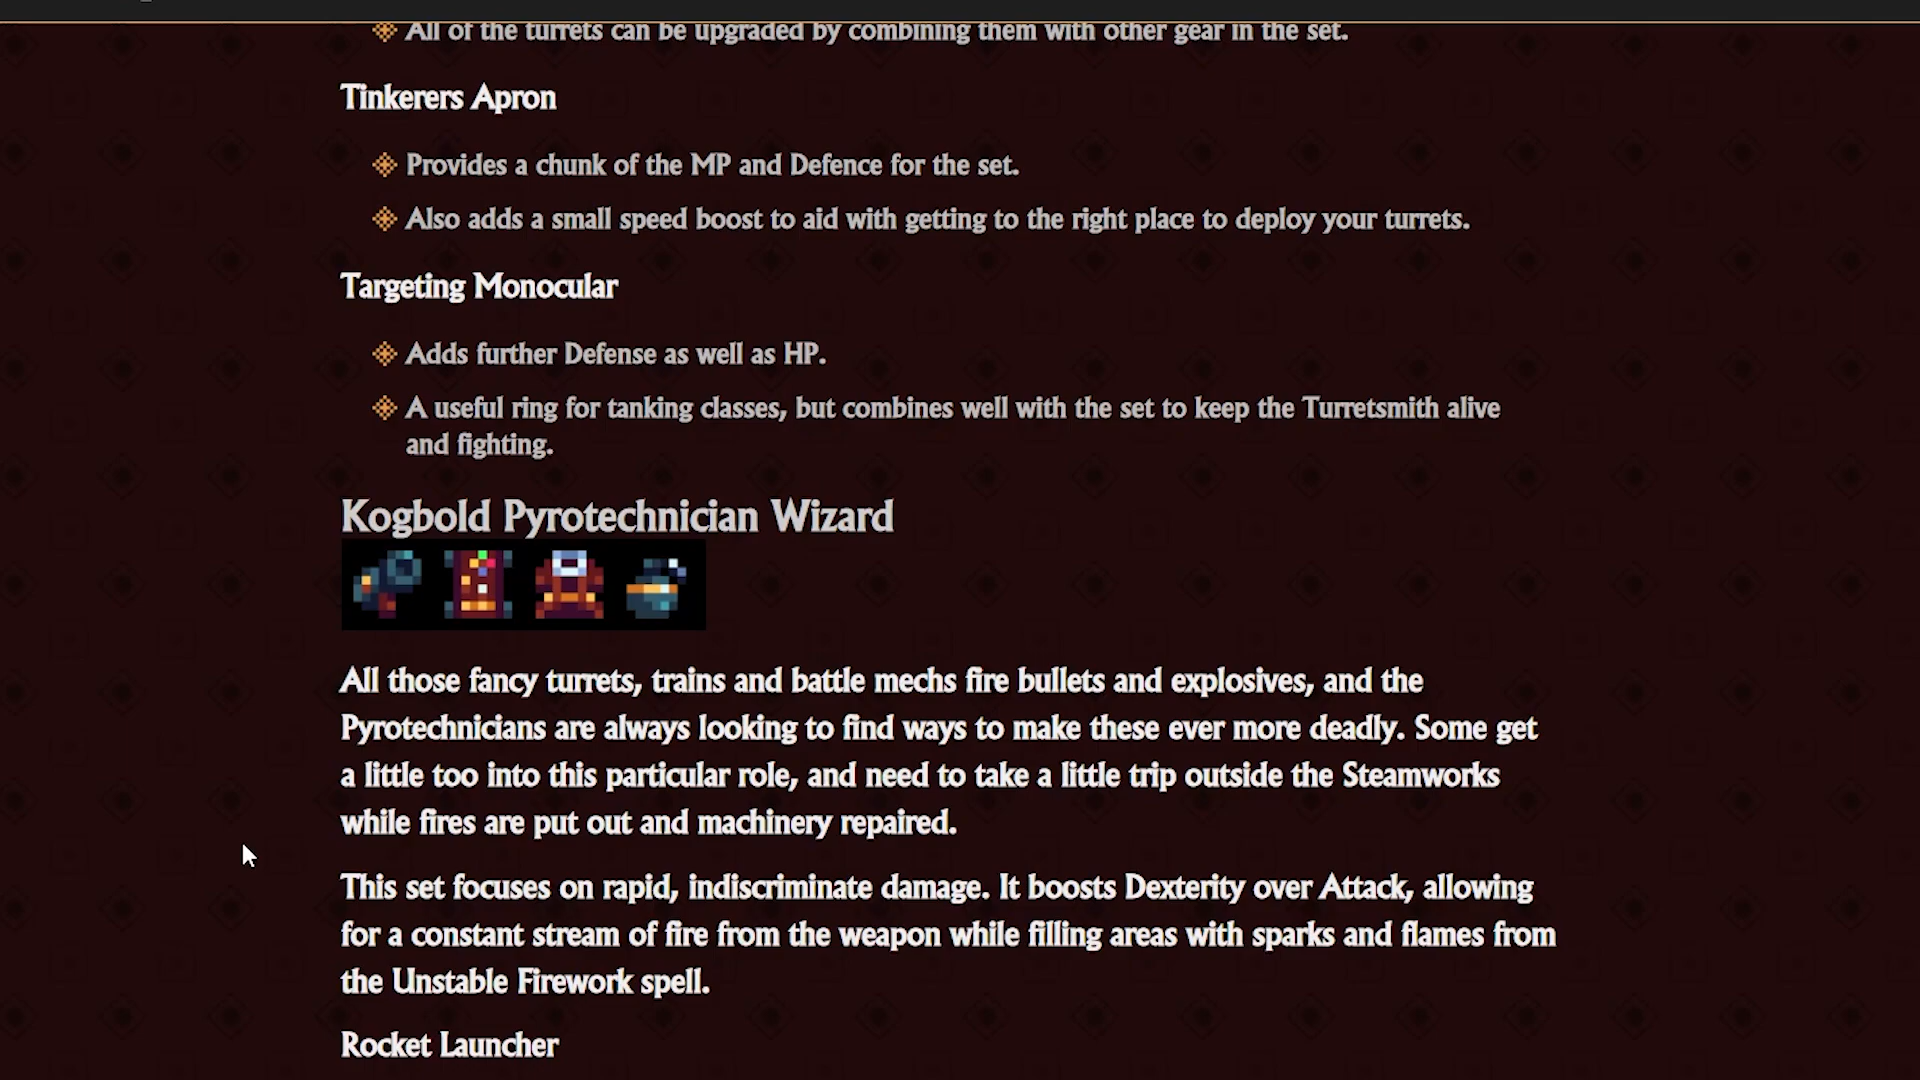 All of the turrets can be upgraded by combining them with other gear in the set.
Tinkerers Apron
Provides a chunk of the MP and Defence for the set.
Also adds a small speed boost to aid with getting to the right place to deploy your turrets.
Targeting Monocular
Adds further Defense as well as HP.
A useful ring for tanking classes, but combines well with the set to keep the Turretsmith alive
and fighting.
Kogbold Pyrotechnician Wizard
All those fancy turrets, trains and battle mechs fire bullets and explosives, and the
Pyrotechnicians are always looking to find ways to make these ever more deadly. Some get
a little too into this particular role, and need to take a little trip outside the Steamworks
while fires are put out and machinery repaired.
This set focuses on rapid, indiscriminate damage. It boosts Dexterity over Attack, allowing
for a constant stream of fire from the weapon while filling areas with sparks and flames from
the Unstable Firework spell.
Rocket Launcher